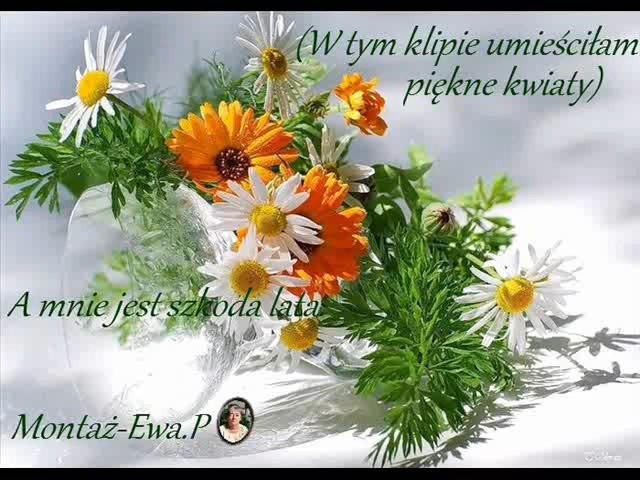 (W tym klipie umieściłam
piękne kwiaty)
A mnie jest szkoda lata
Montaż-Ewa.P